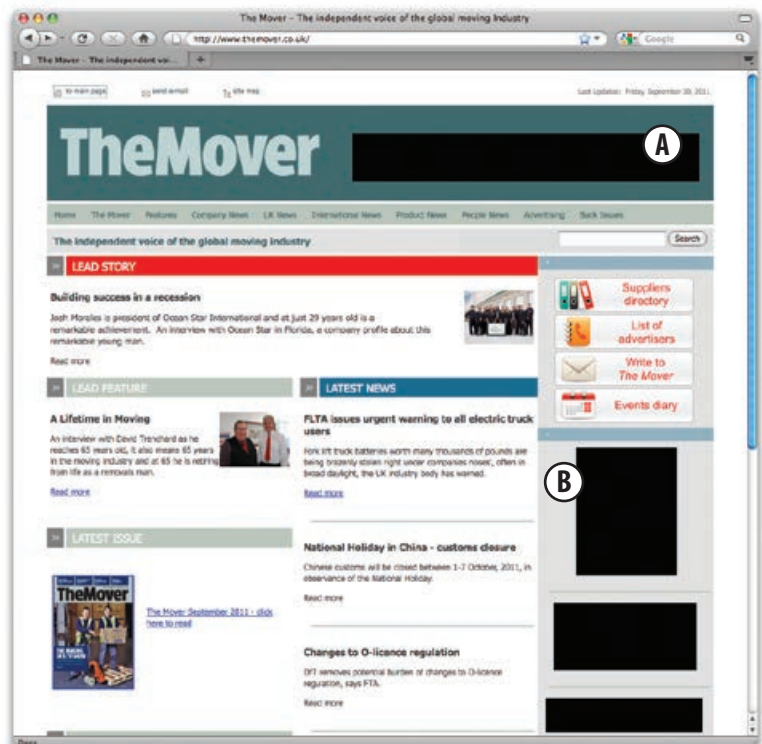 The Mover – The independent voice of the global moving Industry
http://www.themover.co.uk/
Google
The Mover – The independent voi...
to main page
send e-mail
site map
Last Updated: Friday, September 30, 2011
TheMover
A
Home The Mover Features Company News UK News International News Product News People News Advertising Back Issues
The independent voice of the global moving industry
Search
LEAD STORY
Building success in a recession
Josh Morales is president of Ocean Star International and at just 29 years old is a
remarkable achievement. An interview with Ocean Star in Florida, a company profile about this
remarkable young man.
Read more
Suppliers
directory
List of
advertisers
Write to
The Mover
Events diary
LEAD FEATURE
A Lifetime in Moving
An interview with David Trenchard as he
reaches 65 years old, it also means 65 years
in the moving industry and at 65 he is retiring
from life as a removals man.
Read more
LATEST NEWS
FLTA issues urgent warning to all electric truck
users
Fork lift truck batteries worth many thousands of pounds are
being brazenly stolen right under companies noses', often in
broad daylight, the UK industry body has warned.
Read more
B
LATEST ISSUE
TheMover
The Mover September 2011 - click
here to read
National Holiday in China - customs closure
Chinese customs will be closed between 1-7 October, 2011, in
observance of the National Holiday.
Read more
Changes to O-licence regulation
DfT removes potential burden of changes to O-licence
regulation, says FTA.
Read more
Done